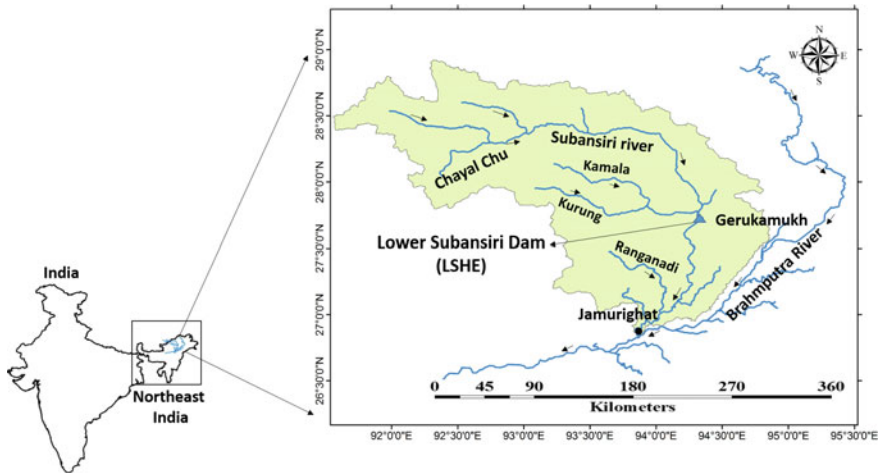 India
Northeast
India
N
W E
S
Subansiri river
Chayal Chu
Kamala
Kurung
Gerukamukh
Lower Subansiri Dam
(LSHE)
Ranganadi
Brahmputra River
Jamurighat
0 45 90 180 270 360
Kilometers
29°0'0"N
28°30'0"N
28°0'0"N
27°30'0"N
27°0'0"N
26°30'0"N
92°0'0"E 92°30'0"E 93°0'0"E 93°30'0"E 94°0'0"E 94°30'0"E 95°0'0"E 95°30'0"E